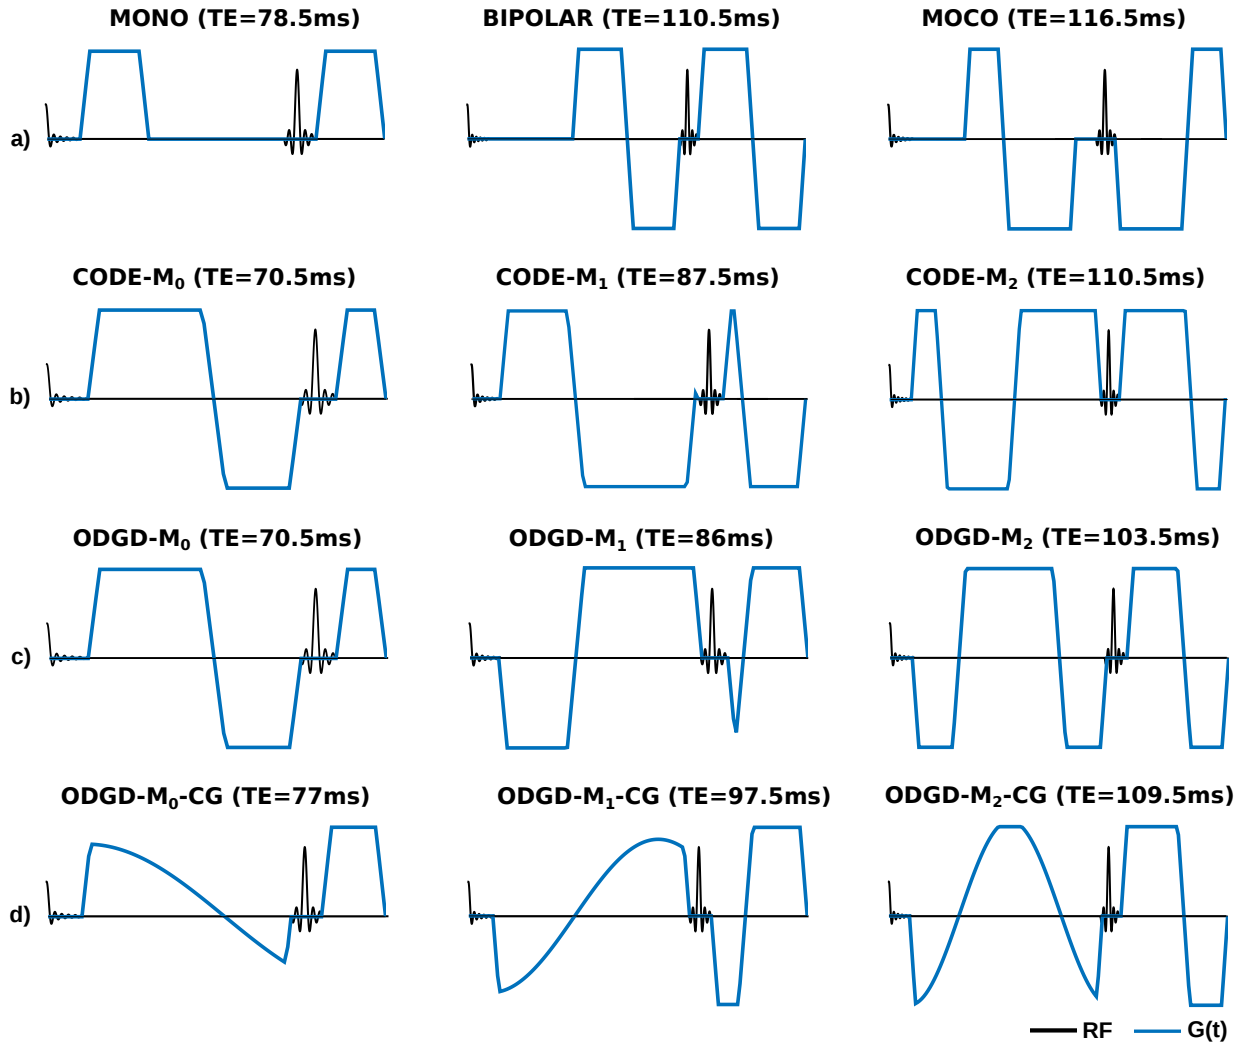 MONO (TE=78.5ms) BIPOLAR (TE=110.5ms) MOCO (TE=116.5ms)
a)
CODE-M₀ (TE=70.5ms) CODE-M₁ (TE=87.5ms) CODE-M₂ (TE=110.5ms)
b)
ODGD-M₀ (TE=70.5ms) ODGD-M₁ (TE=86ms) ODGD-M₂ (TE=103.5ms)
c)
ODGD-M₀-CG (TE=77ms) ODGD-M₁-CG (TE=97.5ms) ODGD-M₂-CG (TE=109.5ms)
d)
RF G(t)